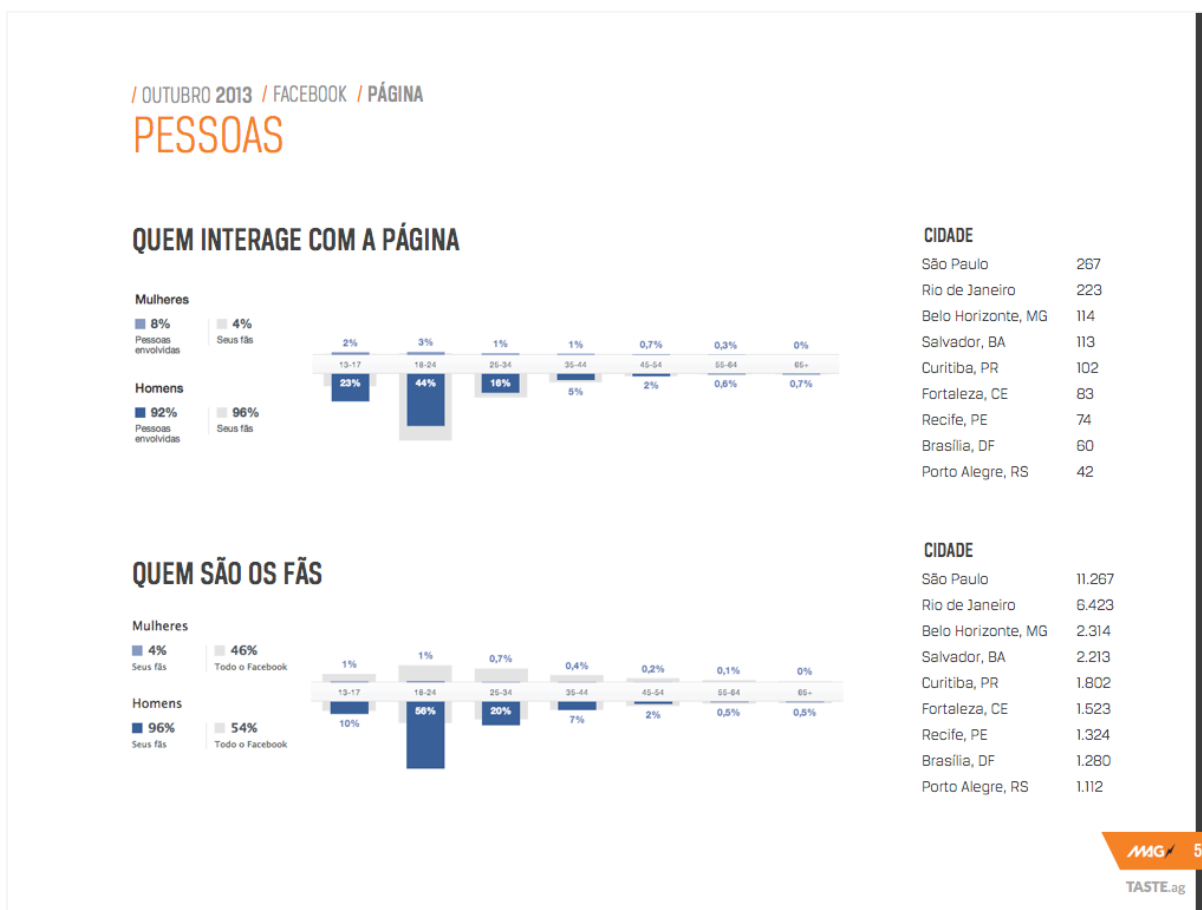 / OUTUBRO 2013 / FACEBOOK / PÁGINA
PESSOAS
QUEM INTERAGE COM A PÁGINA
Mulheres
8% 4%
Pessoas envolvidas Seus fãs
Homens
92% 96%
Pessoas envolvidas Seus fãs
2% 3% 1% 1% 0,7% 0,3% 0%
13-17 18-24 25-34 35-44 45-54 55-64 65+
23% 44% 16% 5% 2% 0,6% 0,7%
CIDADE
São Paulo 267
Rio de Janeiro 223
Belo Horizonte, MG 114
Salvador, BA 113
Curitiba, PR 102
Fortaleza, CE 83
Recife, PE 74
Brasília, DF 60
Porto Alegre, RS 42
QUEM SÃO OS FÃS
Mulheres
4% 46%
Seus fãs Todo o Facebook
Homens
96% 54%
Seus fãs Todo o Facebook
1% 1% 0,7% 0,4% 0,2% 0,1% 0%
13-17 18-24 25-34 35-44 45-54 55-64 65+
10% 56% 20% 7% 2% 0,5% 0,5%
CIDADE
São Paulo 11.267
Rio de Janeiro 6.423
Belo Horizonte, MG 2.314
Salvador, BA 2.213
Curitiba, PR 1.802
Fortaleza, CE 1.523
Recife, PE 1.324
Brasília, DF 1.280
Porto Alegre, RS 1.112
MAG 5
TASTE.ag